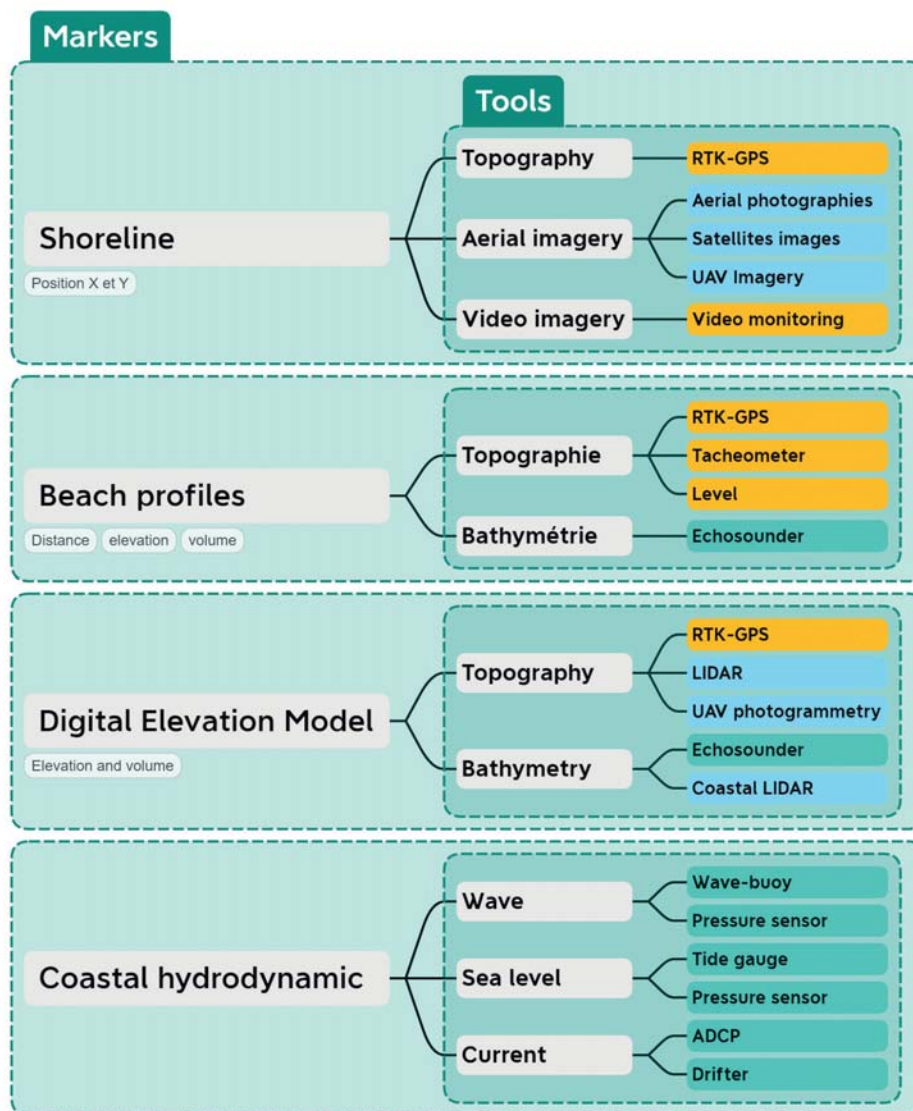 Markers
Tools
Shoreline
Position X et Y
Topography
RTK-GPS
Aerial imagery
Aerial photographies
Satellites images
UAV Imagery
Video imagery
Video monitoring
Beach profiles
Distance elevation volume
Topographie
RTK-GPS
Tacheometer
Level
Bathymétrie
Echosounder
Digital Elevation Model
Elevation and volume
Topography
RTK-GPS
LIDAR
UAV photogrammetry
Bathymetry
Echosounder
Coastal LIDAR
Coastal hydrodynamic
Wave
Wave-buoy
Pressure sensor
Sea level
Tide gauge
Pressure sensor
Current
ADCP
Drifter